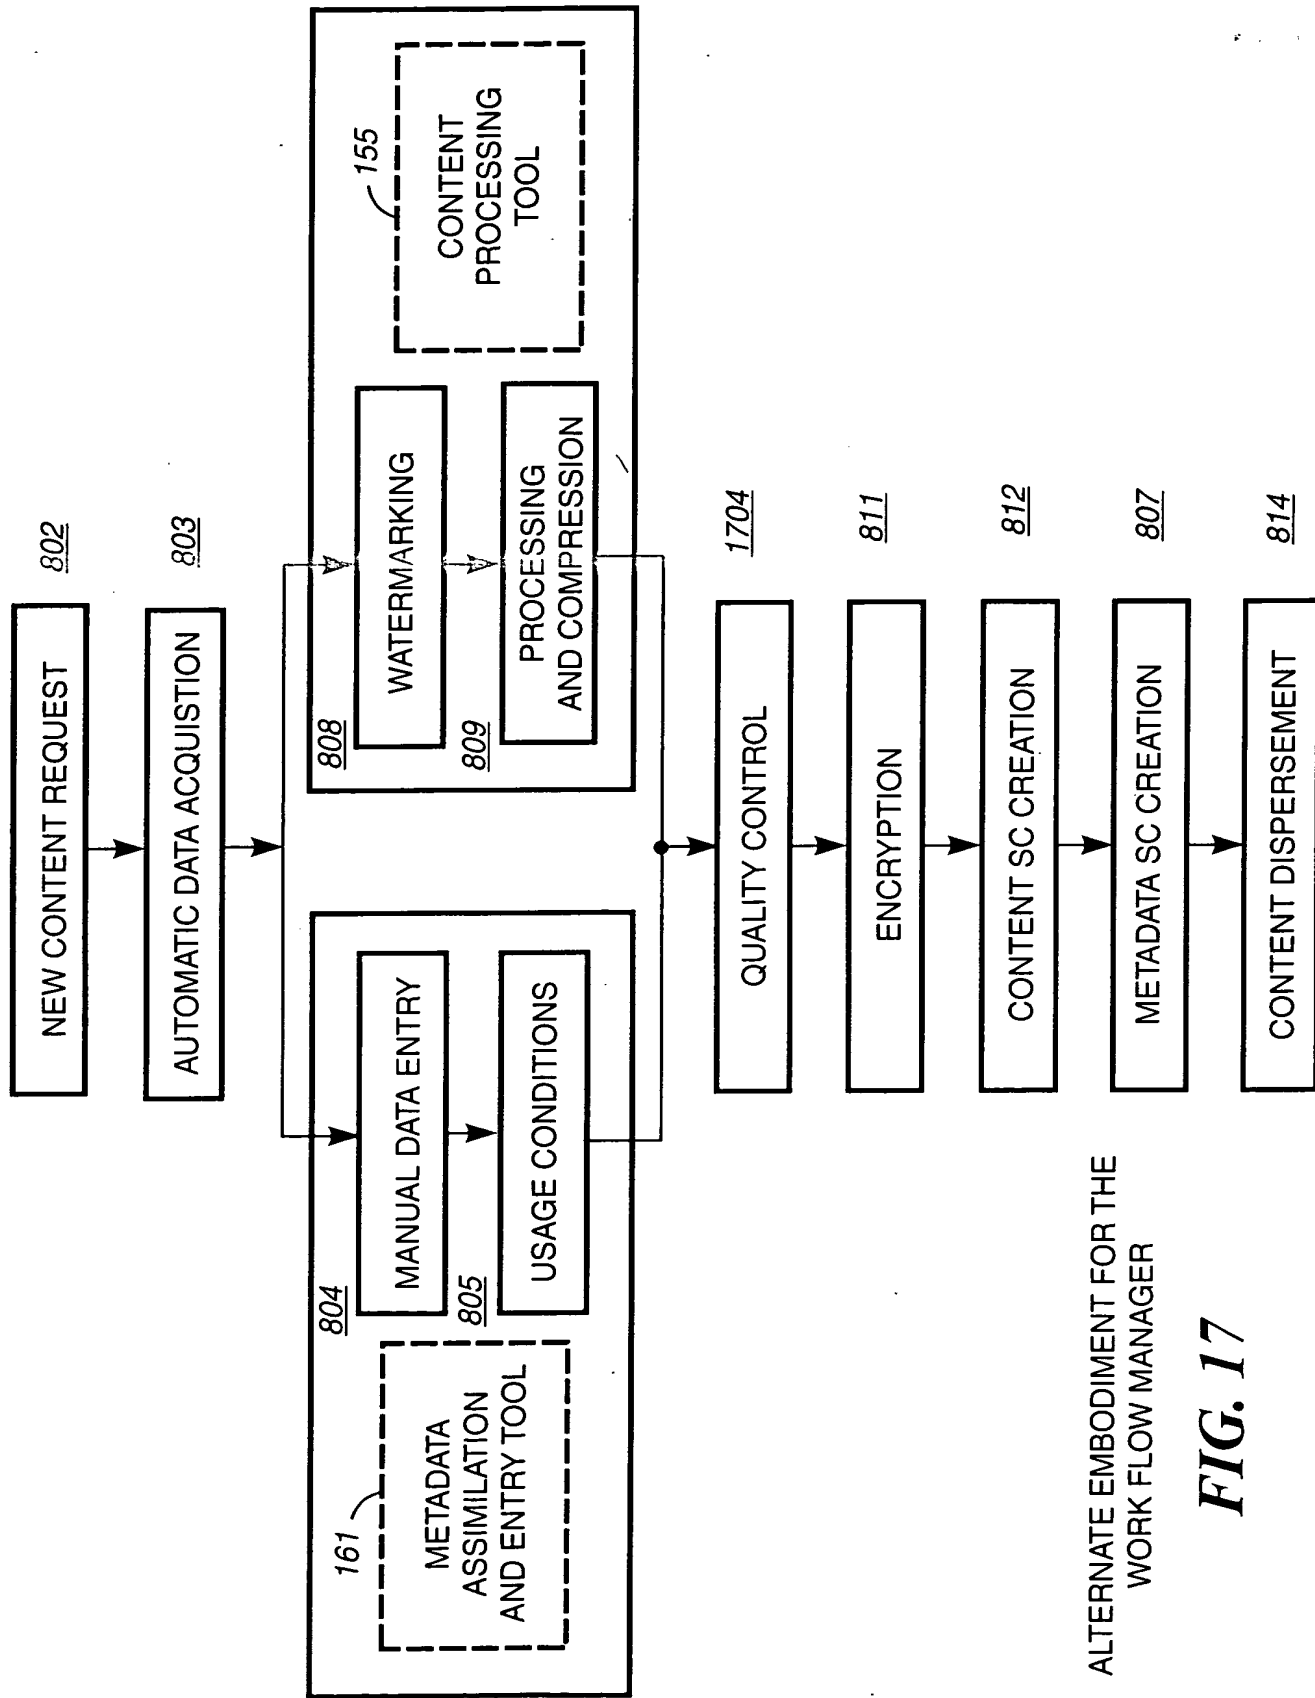 NEW CONTENT REQUEST
802
AUTOMATIC DATA ACQUISTION
803
161
METADATA
ASSIMILATION
AND ENTRY TOOL
804
MANUAL DATA ENTRY
805
USAGE CONDITIONS
808
WATERMARKING
809
PROCESSING
AND COMPRESSION
155
CONTENT
PROCESSING
TOOL
QUALITY CONTROL
1704
ENCRYPTION
811
CONTENT SC CREATION
812
METADATA SC CREATION
807
CONTENT DISPERSEMENT
814
ALTERNATE EMBODIMENT FOR THE
WORK FLOW MANAGER
FIG. 17